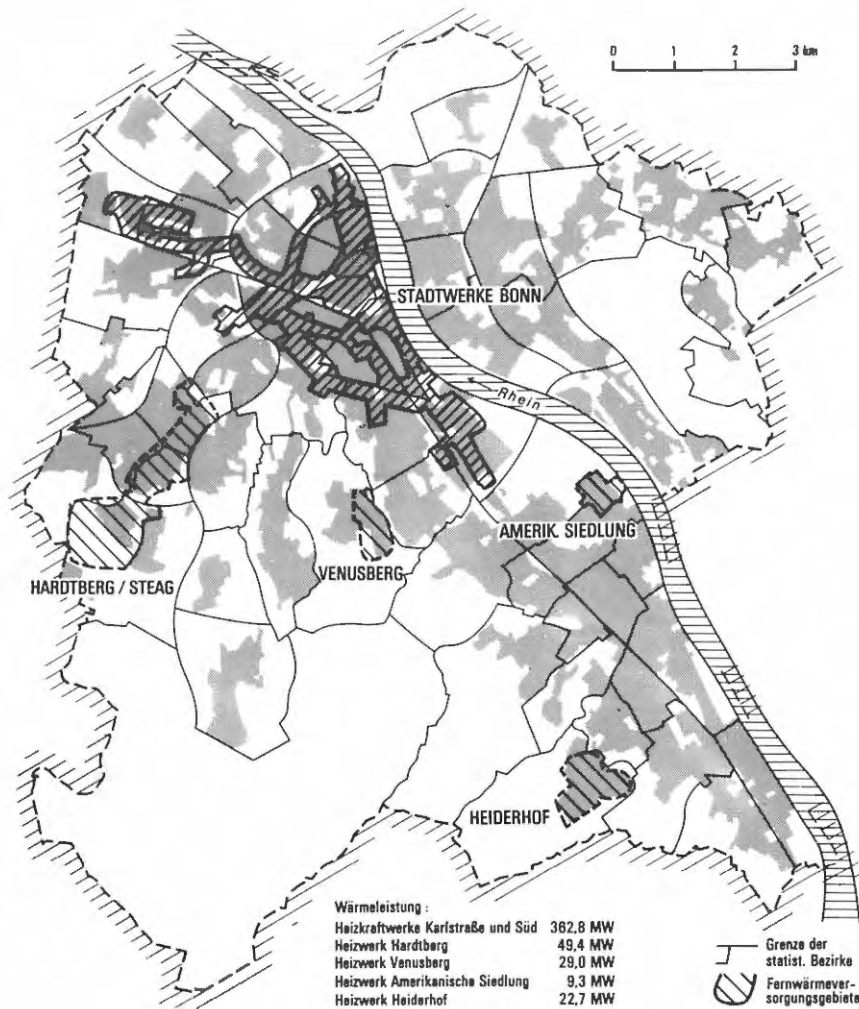 0 1 2 3 km
STADTWERKE BONN
Rhein
AMERIK. SIEDLUNG
VENUSBERG
HARDTBERG / STEAG
HEIDERHOF
Wärmeleistung :
Heizkraftwerke Karlstraße und Süd 362,8 MW
Heizwerk Hardtberg 49,4 MW
Heizwerk Venusberg 29,0 MW
Heizwerk Amerikanische Siedlung 9,3 MW
Heizwerk Heiderhof 22,7 MW
Grenze der
statist. Bezirke
Fernwärmever-
sorgungsgebiete